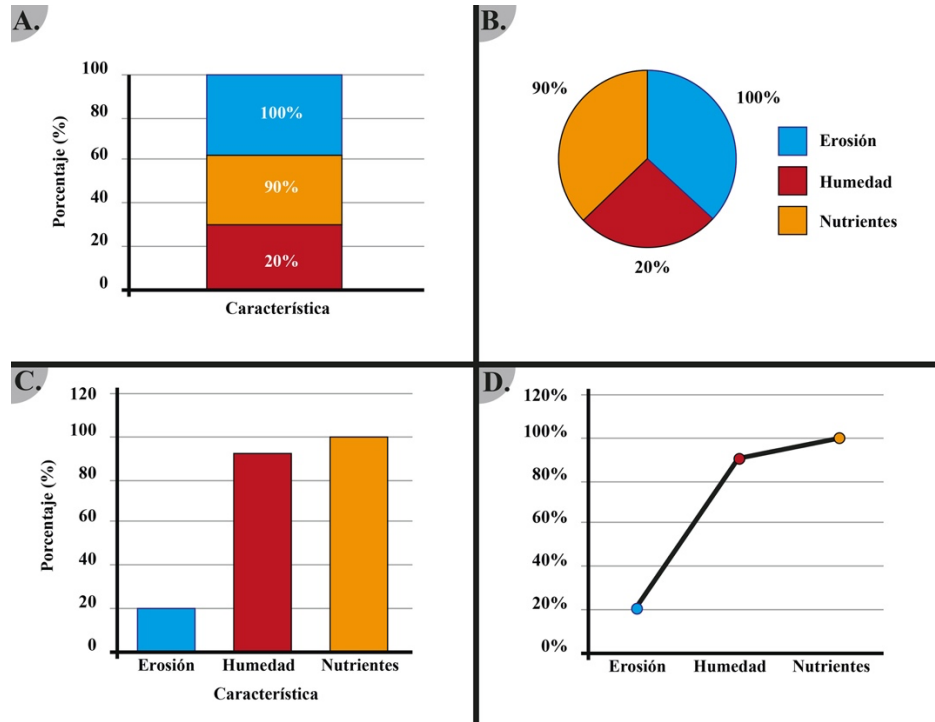 A.
100
80
60
40
20
0
Porcentaje (%)
100%
90%
20%
Característica
B.
90%
100%
20%
Erosión
Humedad
Nutrientes
C.
120
100
80
60
40
20
0
Porcentaje (%)
Erosión Humedad Nutrientes
Característica
D.
120%
100%
80%
60%
40%
20%
0%
Erosión Humedad Nutrientes